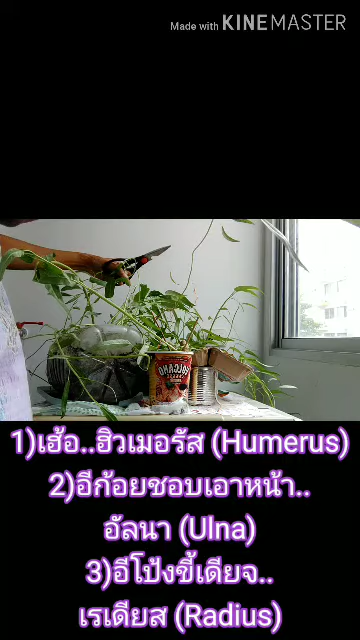 Made with KINEMASTER
VOLCANO
1)เฮ้อ..ฮิวเมอรัส (Humerus)
2)อีก้อยชอบเอาหน้า..
อัลนา (Ulna)
3)อีโป้งขี้เดียจ..
เรเดียส (Radius)